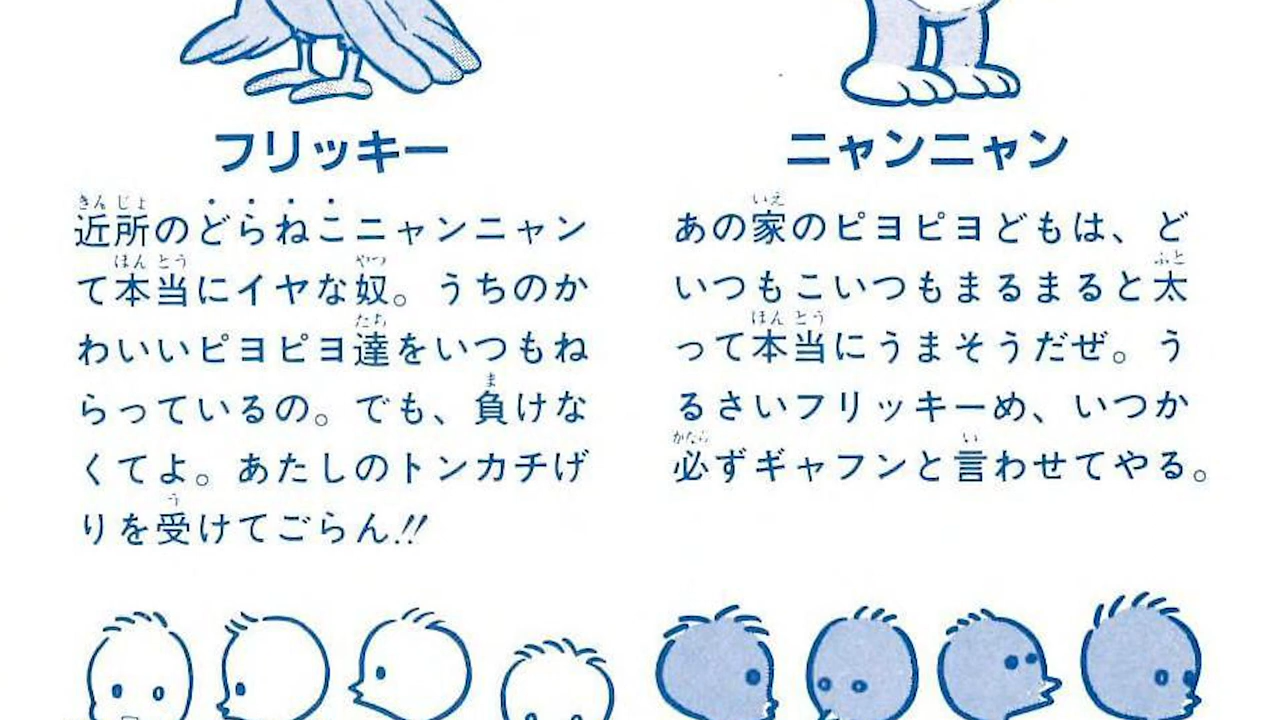 フリッキー
近所のどらねこニャンニャン
て本当にイヤな奴。うちのか
わいいピヨピヨ達をいつもね
らっているの。でも、負けな
くてよ。あたしのトンカチげ
りを受けてごらん!!
ニャンニャン
あの家のピヨピヨどもは、ど
いつもこいつもまるまると太
って本当にうまそうだぜ。う
るさいフリッキーめ、いつか
必ずギャフンと言わせてやる。